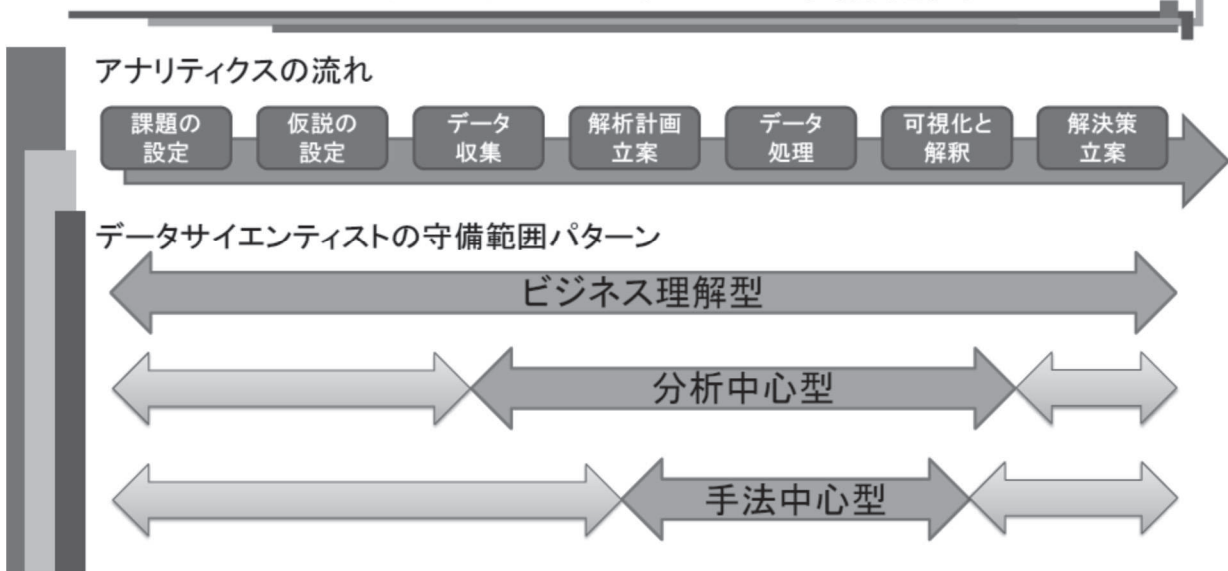 アナリティクスの流れ
課題の
設定
仮説の
設定
データ
収集
解析計画
立案
データ
処理
可視化と
解釈
解決策
立案
データサイエンティストの守備範囲パターン
ビジネス理解型
分析中心型
手法中心型